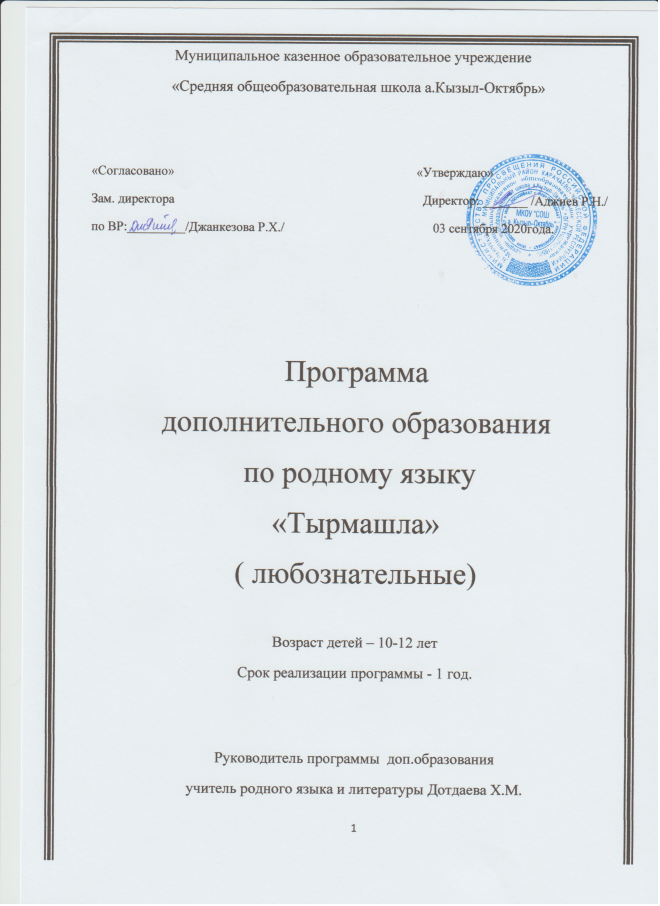 Муниципальное казенное образовательное учреждение
«Средняя общеобразовательная школа а.Кызыл-Октябрь»
«Согласовано» «Утверждаю»
Зам. директора Директор: /Аджиев Р.Н./
по ВР: /Джанкезова Р.Х./ 03 сентября 2020года.
МКОУ "СОШ
а. Кызыл-Октябрь"
Программа
дополнительного образования
по родному языку
«Тырмашла»
( любознательные)
Возраст детей – 10-12 лет
Срок реализации программы - 1 год.
Руководитель программы доп.образования
учитель родного языка и литературы Дотдаева Х.М.
1